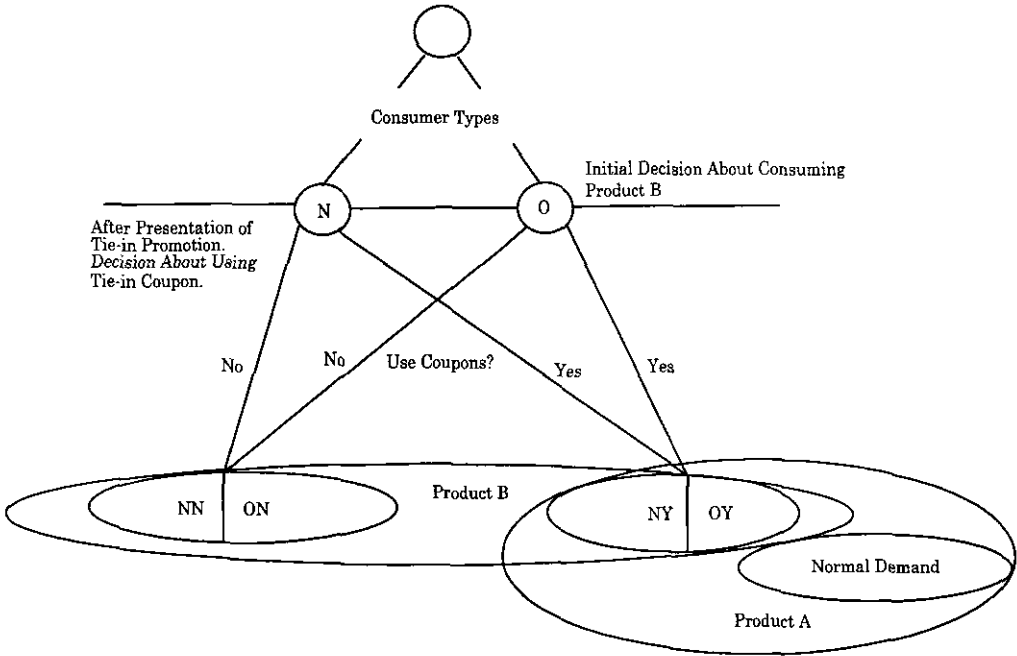 Consumer Types
Initial Decision About Consuming
Product B
N
O
After Presentation of
Tie-in Promotion.
Decision About Using
Tie-in Coupon.
No
No
Use Coupons?
Yes
Yes
Product B
NN
ON
NY
OY
Normal Demand
Product A